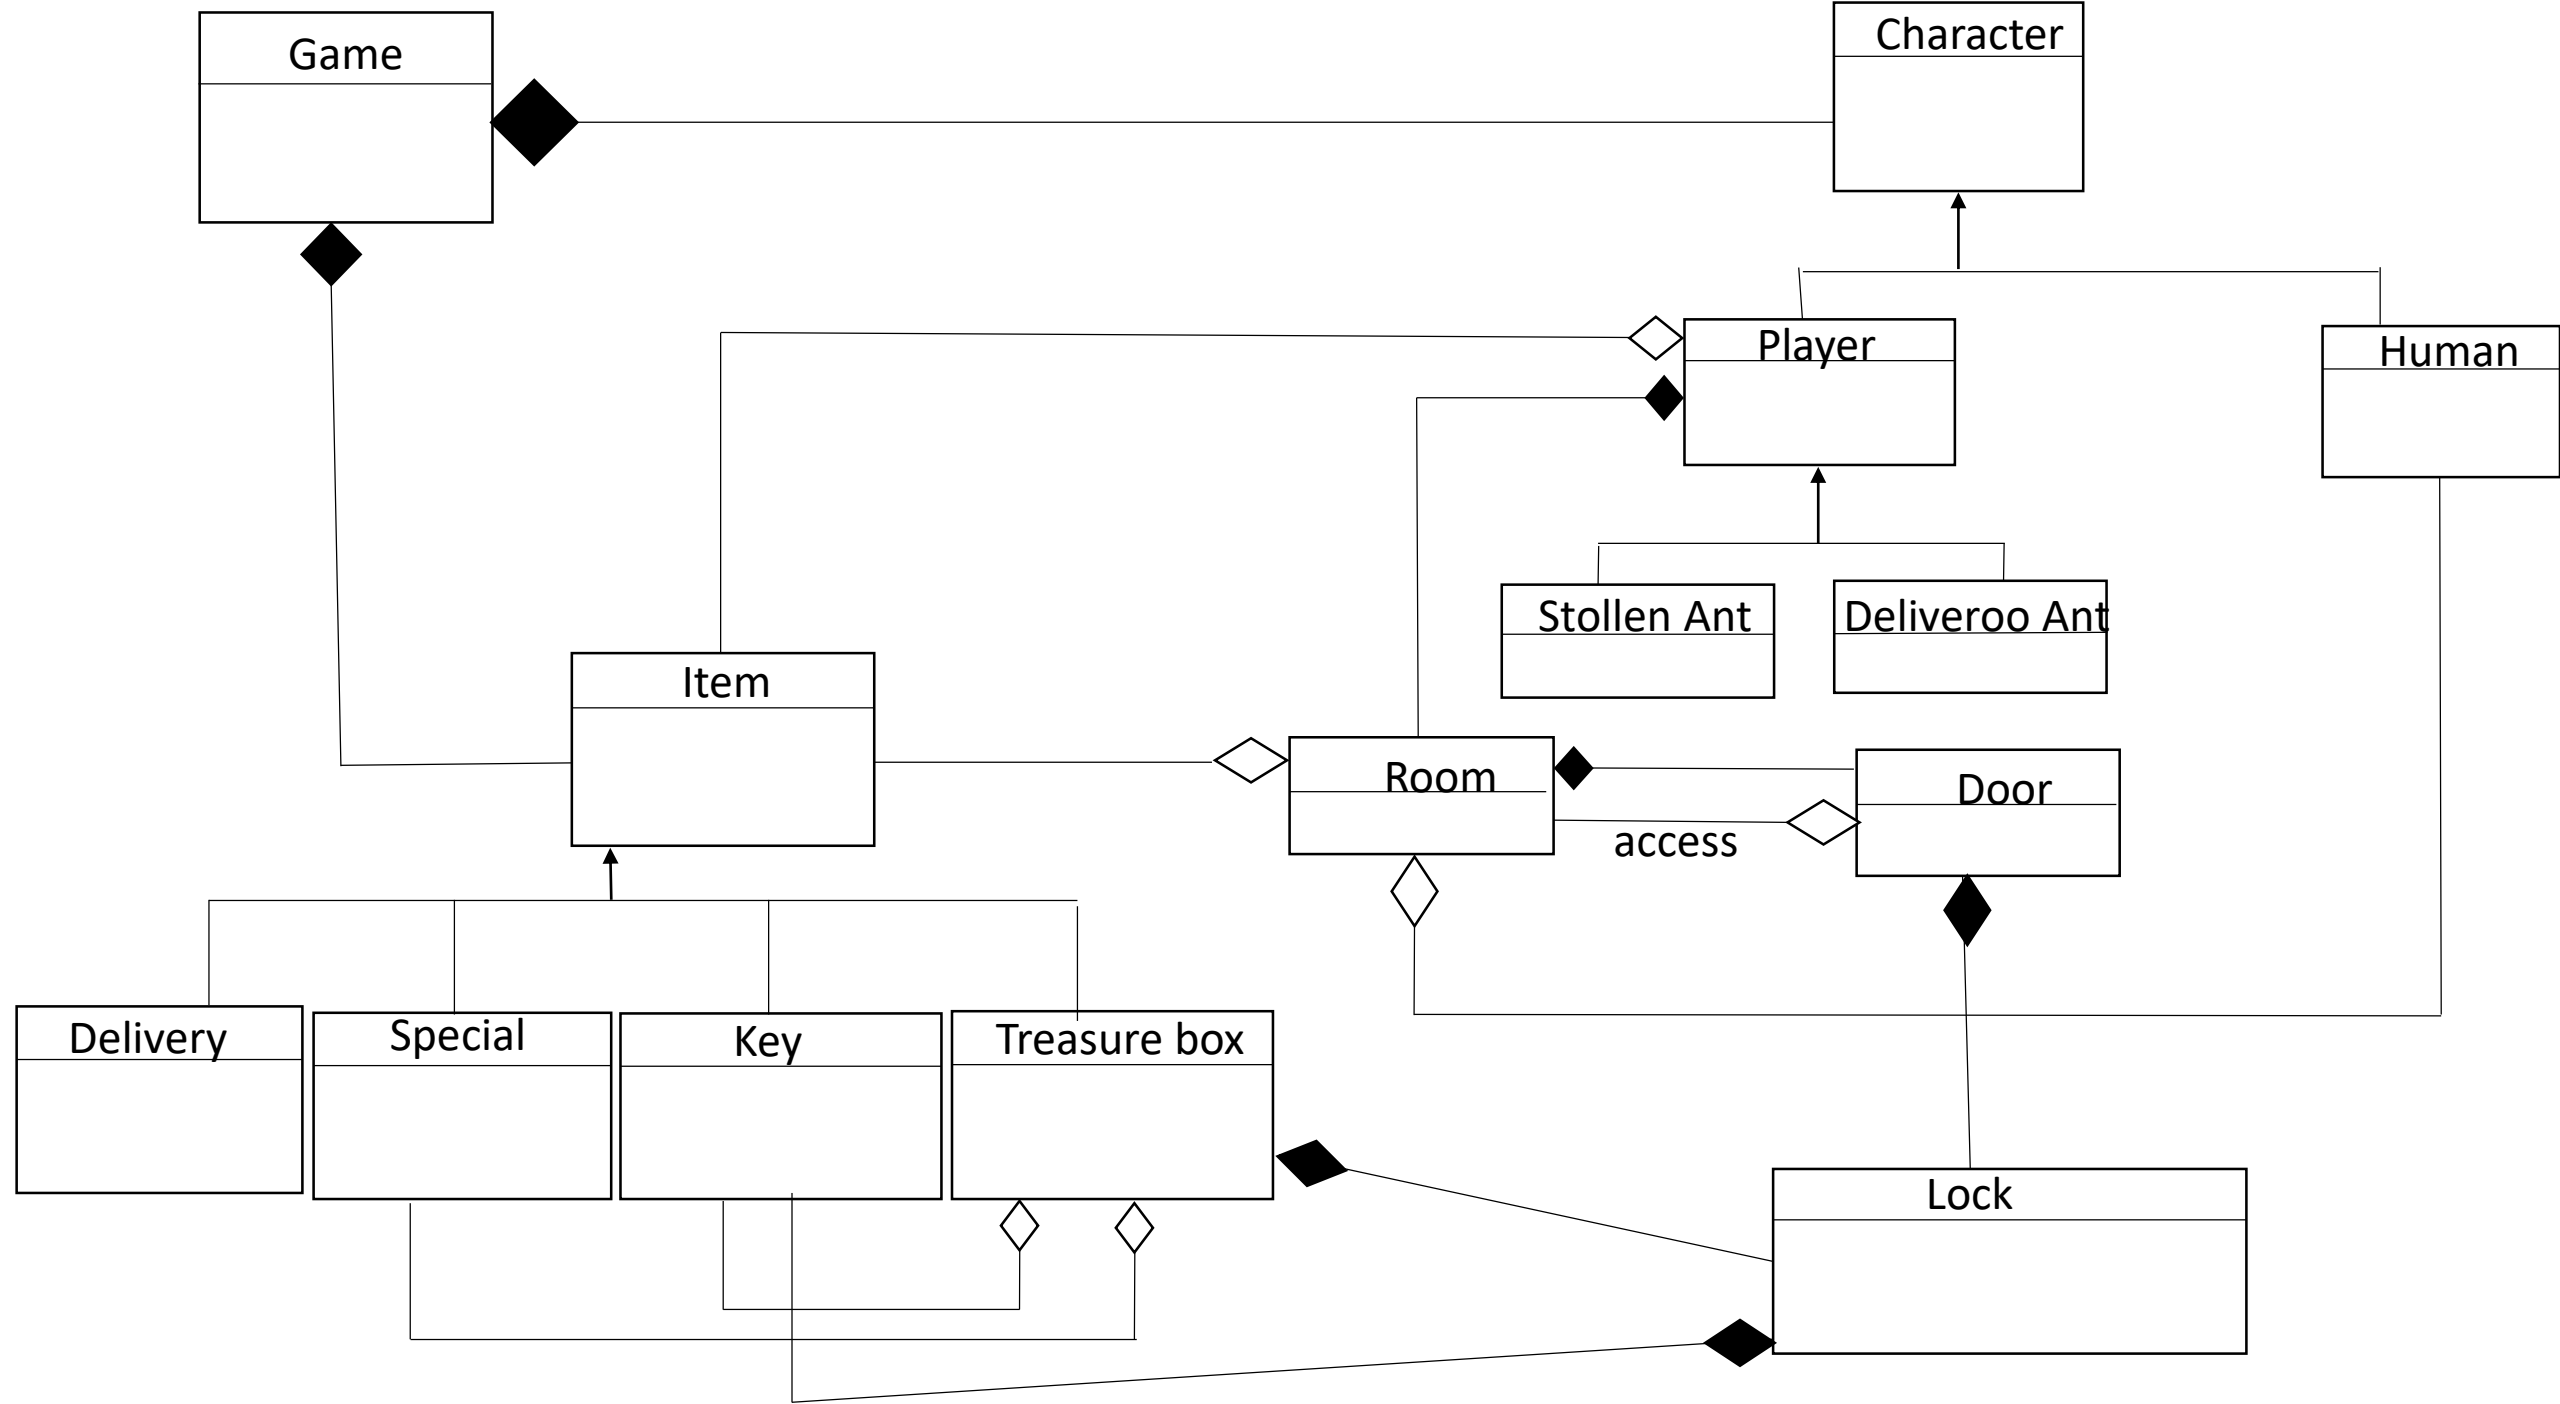 Game
Character
Player
Human
Stollen Ant
Deliveroo Ant
Item
Room
Door
access
Delivery
Special
Key
Treasure box
Lock